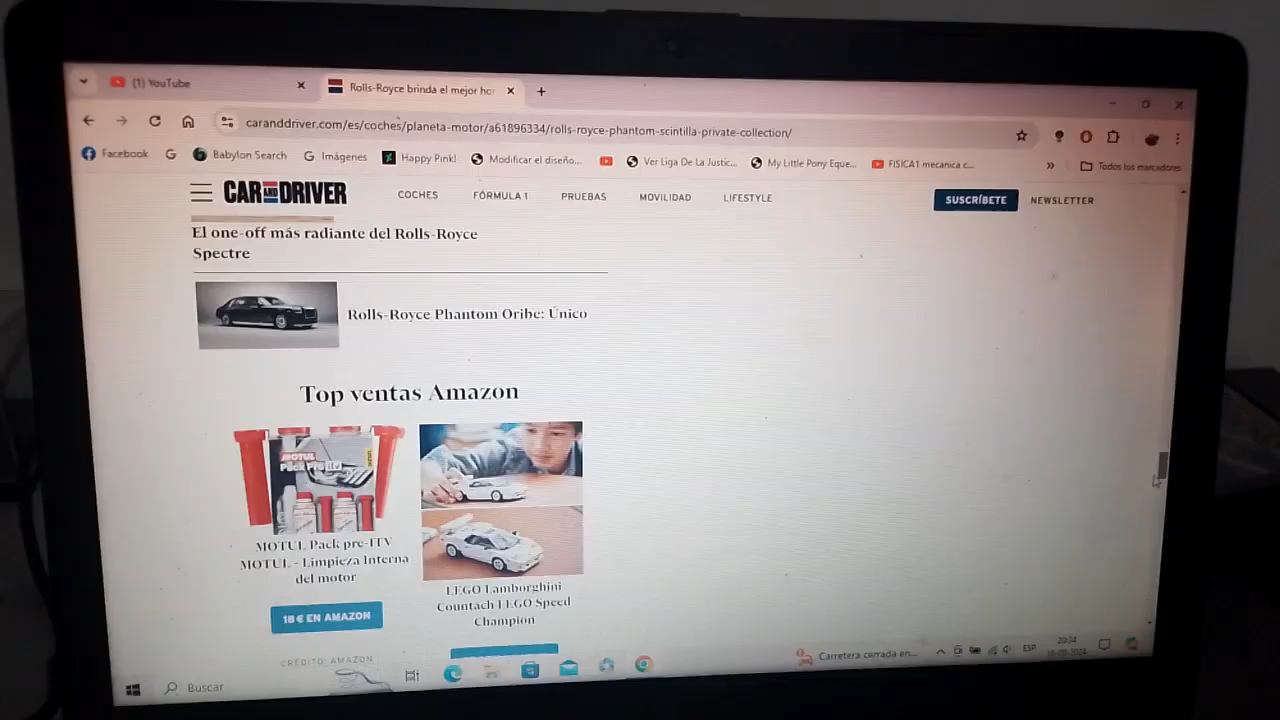 (1) YouTube
Rolls-Royce brinda el mejor hor
caranddriver.com/es/coches/planeta-motor/a61896334/rolls-royce-phantom-scintilla-private-collection/
Facebook
Babylon Search
Imágenes
Happy Pink!
Modificar el diseño...
Ver Liga De La Justic...
My Little Pony Eque...
FISICA1 mecanica c...
»
Todos los marcadores
CAR AND DRIVER
COCHES
FÓRMULA 1
PRUEBAS
MOVILIDAD
LIFESTYLE
SUSCRÍBETE
NEWSLETTER
El one-off más radiante del Rolls-Royce
Spectre
Rolls-Royce Phantom Oribe: Único
Top ventas Amazon
MOTUL
Pack Pre ITV
MOTUL Pack pre-ITV
MOTUL - Limpieza Interna
del motor
18 € EN AMAZON
CRÉDITO: AMAZON
LEGO Lamborghini
Countach LEGO Speed
Champion
Buscar
Carretera cerrada en...
ESP